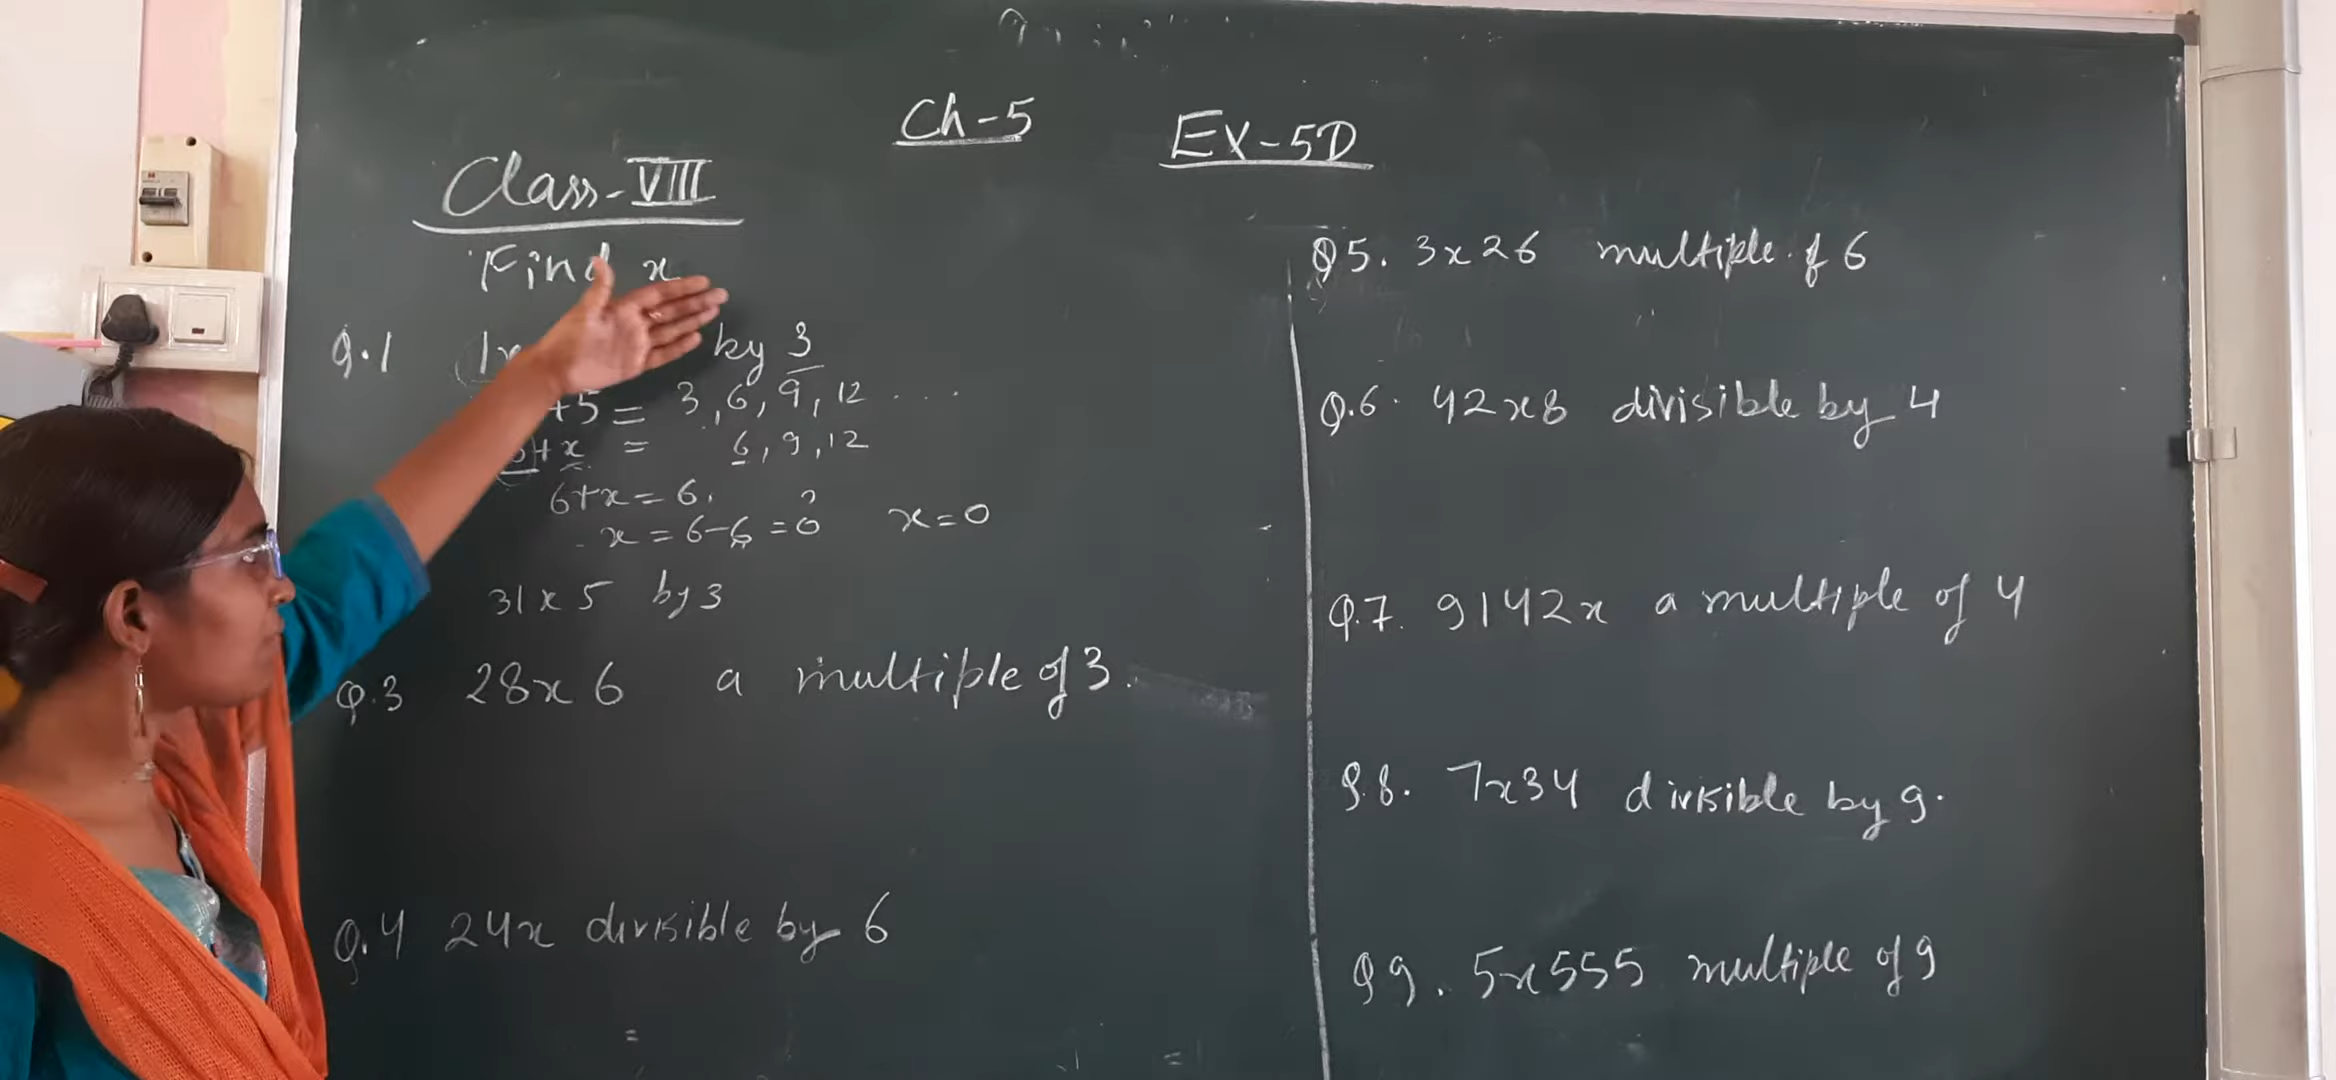 Ch-5
Ex-5D
Class-VIII
Find x
Q.1 1x by 3
+5 = 3, 6, 9, 12 ....
+x = 6, 9, 12
6+x = 6.
x = 6-6 = 0 x=0
31x5 by 3
Q.3 28x6 a multiple of 3.
Q.4 24x divisible by 6
Q5. 3x26 multiple of 6
Q.6. 42x8 divisible by 4
Q.7. 9142x a multiple of 4
Q.8. 7x34 divisible by 9.
Q9. 5x555 multiple of 9